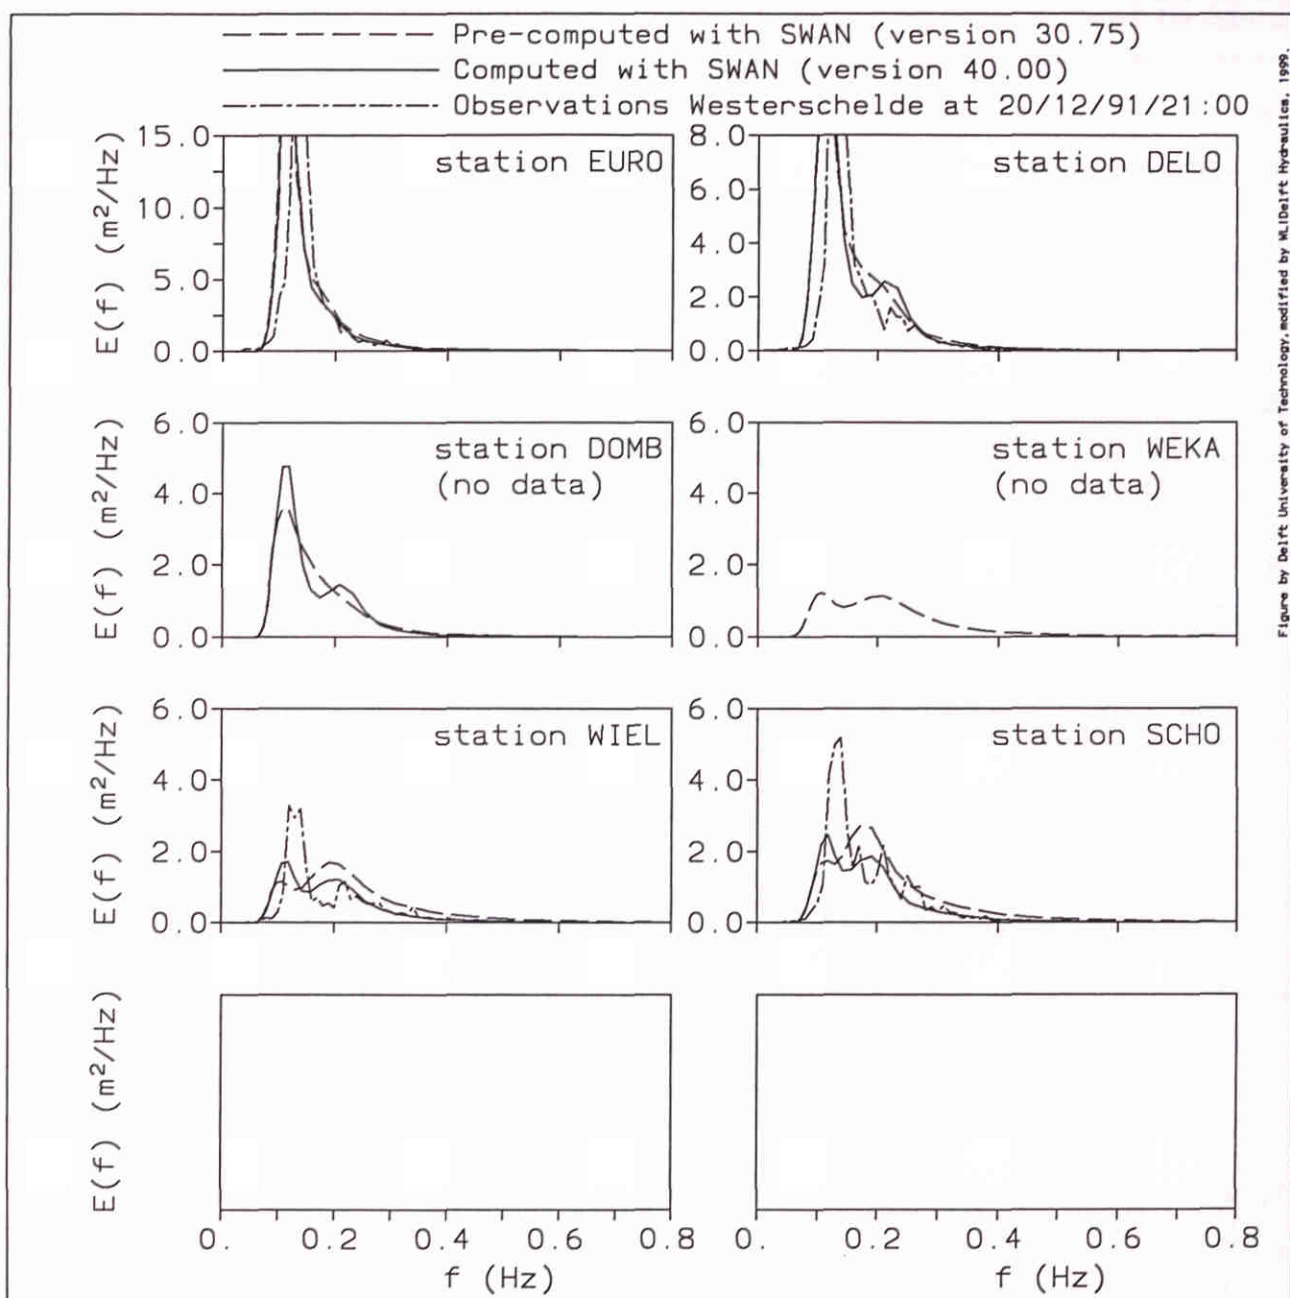 Pre-computed with SWAN (version 30.75)
Computed with SWAN (version 40.00)
Observations Westerschelde at 20/12/91/21:00
E(f) (m²/Hz)
15.0
10.0
5.0
0.0
station EURO
8.0
6.0
4.0
2.0
0.0
station DELO
E(f) (m²/Hz)
6.0
4.0
2.0
0.0
station DOMB
(no data)
6.0
4.0
2.0
0.0
station WEKA
(no data)
E(f) (m²/Hz)
6.0
4.0
2.0
0.0
station WIEL
6.0
4.0
2.0
0.0
station SCHO
E(f) (m²/Hz)
0. 0.2 0.4 0.6 0.8
f (Hz)
0. 0.2 0.4 0.6 0.8
f (Hz)
Figure by Delft University of Technology, modified by WL|Delft Hydraulics, 1999.